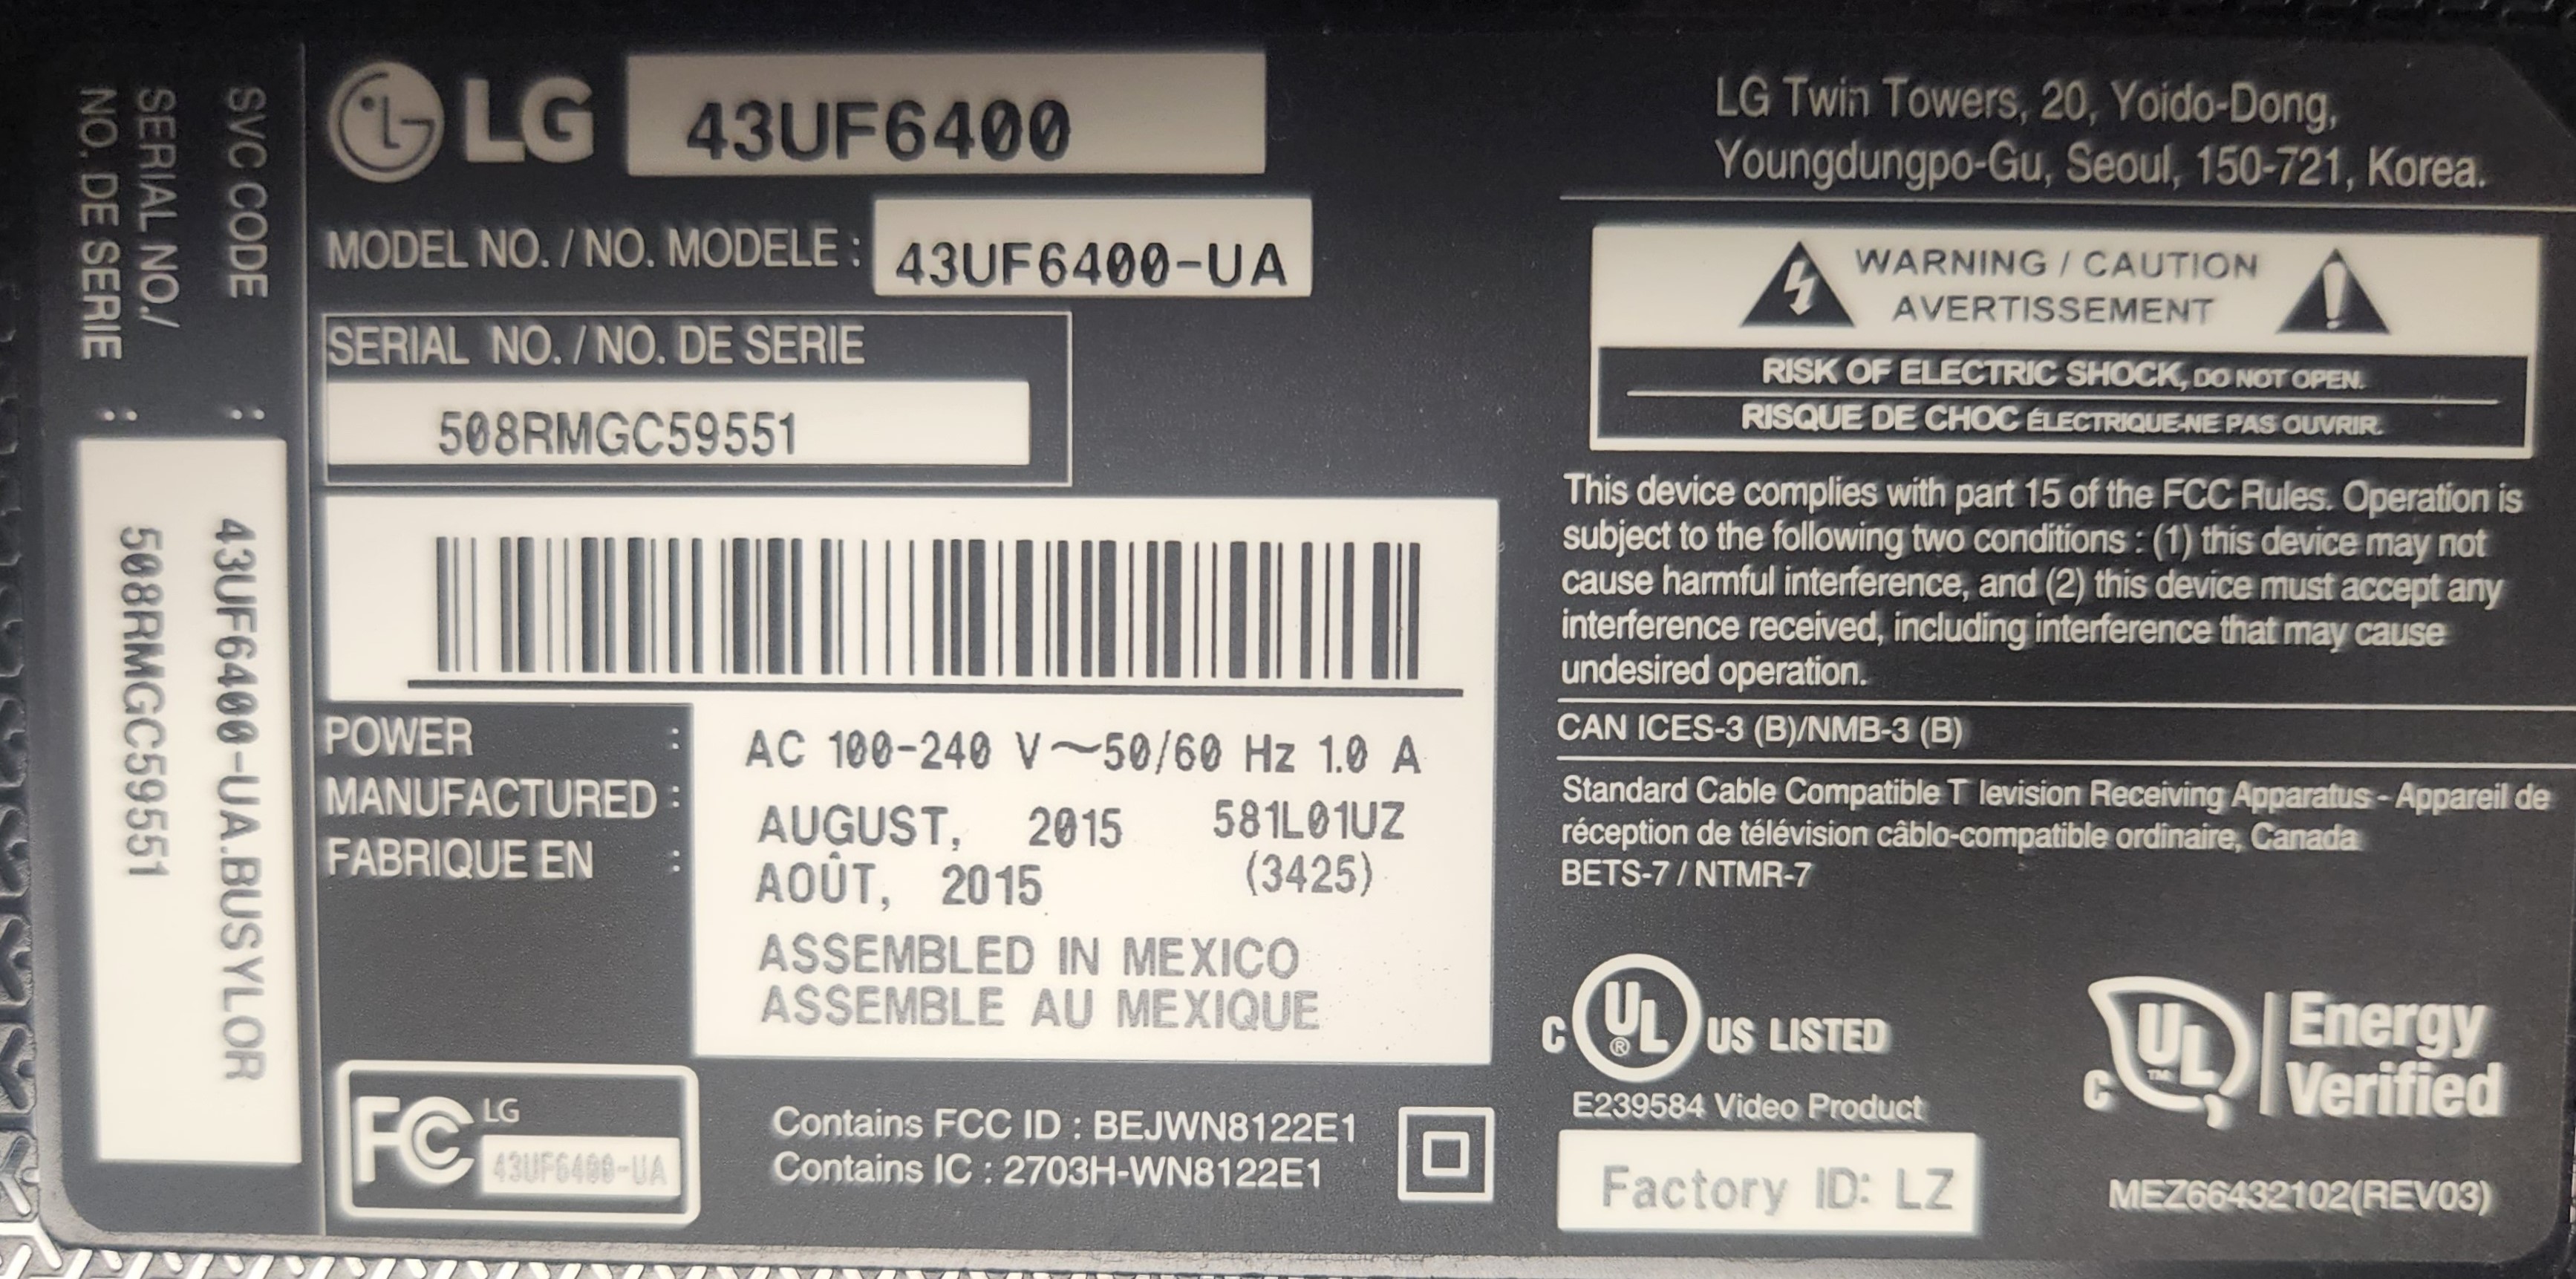 LG 43UF6400
MODEL NO. / NO. MODELE : 43UF6400-UA
SERIAL NO. / NO. DE SERIE
508RMGC59551
POWER : AC 100-240 V~50/60 Hz 1.0 A
MANUFACTURED : AUGUST, 2015 581L01UZ
FABRIQUE EN : AOÛT, 2015 (3425)
ASSEMBLED IN MEXICO
ASSEMBLE AU MEXIQUE
FC LG
43UF6400-UA
Contains FCC ID : BEJWN8122E1
Contains IC : 2703H-WN8122E1
SVC CODE : 43UF6400-UA.BUSYLOR
SERIAL NO./
NO. DE SERIE : 508RMGC59551
LG Twin Towers, 20, Yoido-Dong,
Youngdungpo-Gu, Seoul, 150-721, Korea.
WARNING / CAUTION
AVERTISSEMENT
RISK OF ELECTRIC SHOCK, DO NOT OPEN.
RISQUE DE CHOC ÉLECTRIQUE-NE PAS OUVRIR.
This device complies with part 15 of the FCC Rules. Operation is
subject to the following two conditions : (1) this device may not
cause harmful interference, and (2) this device must accept any
interference received, including interference that may cause
undesired operation.
CAN ICES-3 (B)/NMB-3 (B)
Standard Cable Compatible T levision Receiving Apparatus - Appareil de
réception de télévision câblo-compatible ordinaire, Canada
BETS-7 / NTMR-7
C UL ® US LISTED
E239584 Video Product
Factory ID: LZ
C UL ™ Energy
Verified
MEZ66432102(REV03)